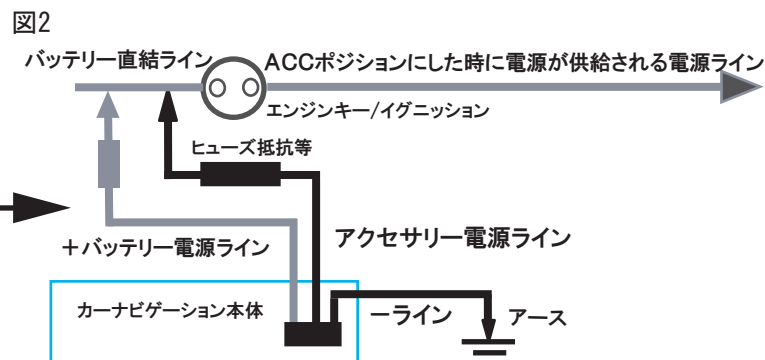 図2
バッテリー直結ライン
ACCポジションにした時に電源が供給される電源ライン
エンジンキー/イグニッション
ヒューズ抵抗等
+バッテリー電源ライン
アクセサリー電源ライン
カーナビゲーション本体
ーライン
アース